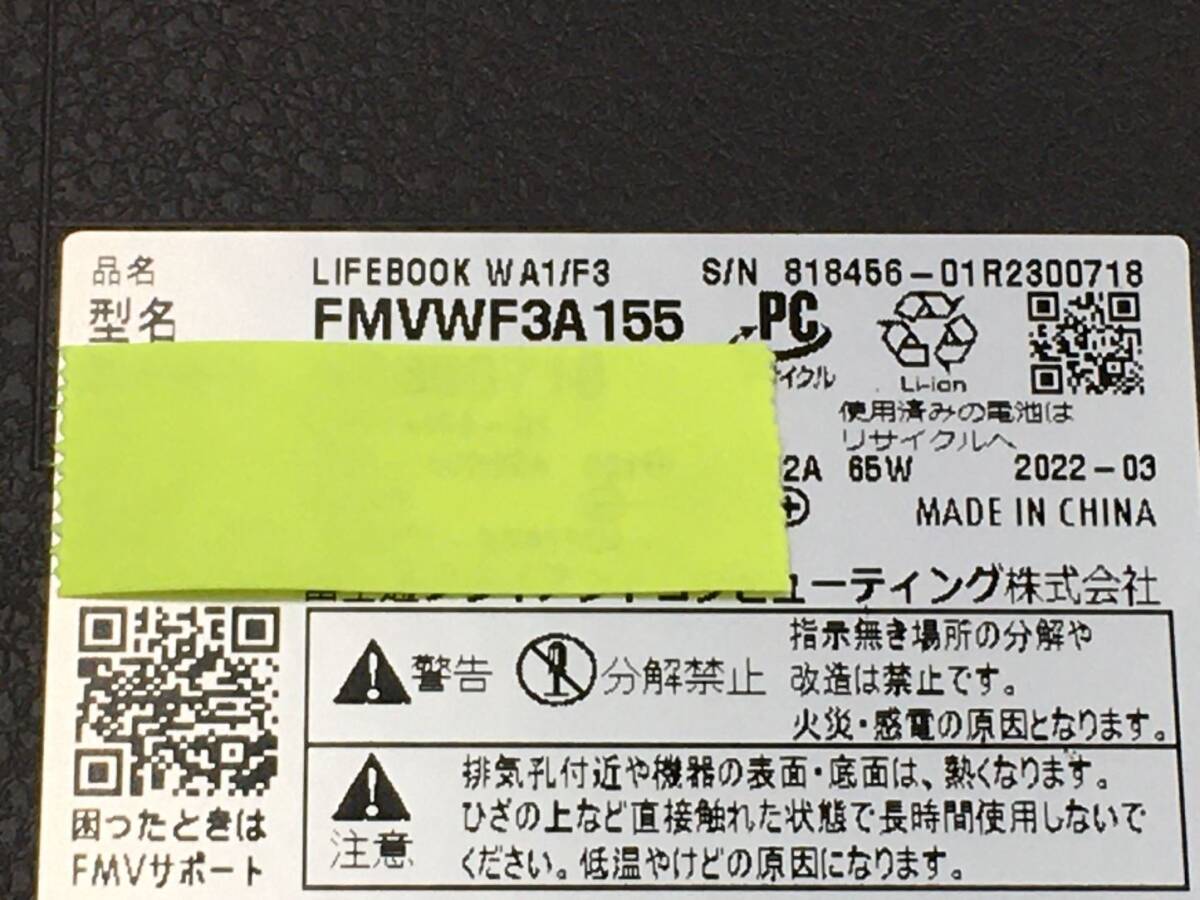 品名 LIFEBOOK WA1/F3 S/N 818456-01R2300718
型名 FMVWF3A155 PC
イクル Li-ion
使用済みの電池は
リサイクルへ
2A 65W 2022-03
MADE IN CHINA
ューティング株式会社
警告 分解禁止
指示無き場所の分解や
改造は禁止です。
火災・感電の原因となります。
注意
排気孔付近や機器の表面・底面は、熱くなります。
ひざの上など直接触れた状態で長時間使用しないで
ください。低温やけどの原因になります。
困ったときは
FMVサポート